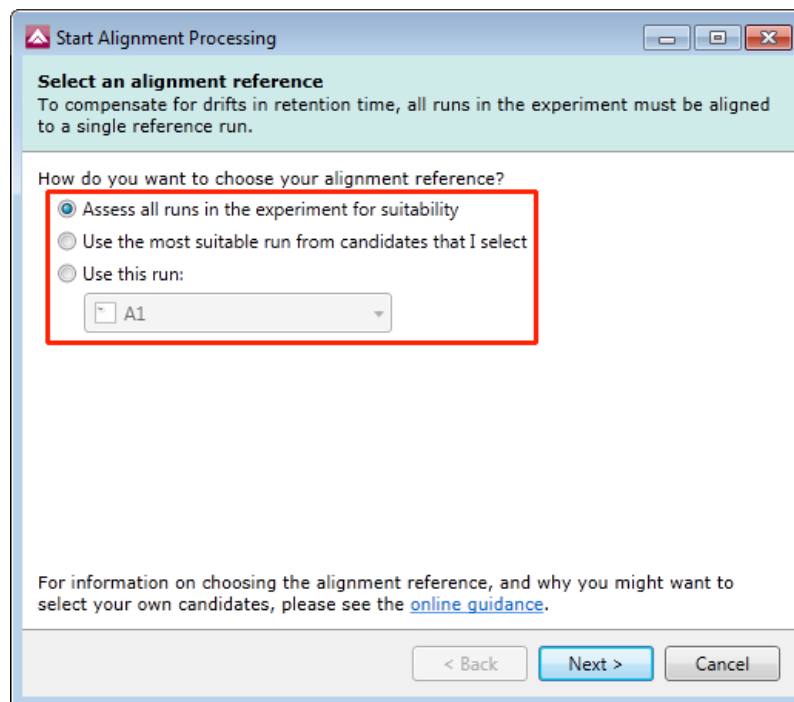 Start Alignment Processing
Select an alignment reference
To compensate for drifts in retention time, all runs in the experiment must be aligned
to a single reference run.
How do you want to choose your alignment reference?
Assess all runs in the experiment for suitability
Use the most suitable run from candidates that I select
Use this run:
A1
For information on choosing the alignment reference, and why you might want to
select your own candidates, please see the online guidance.
< Back Next > Cancel